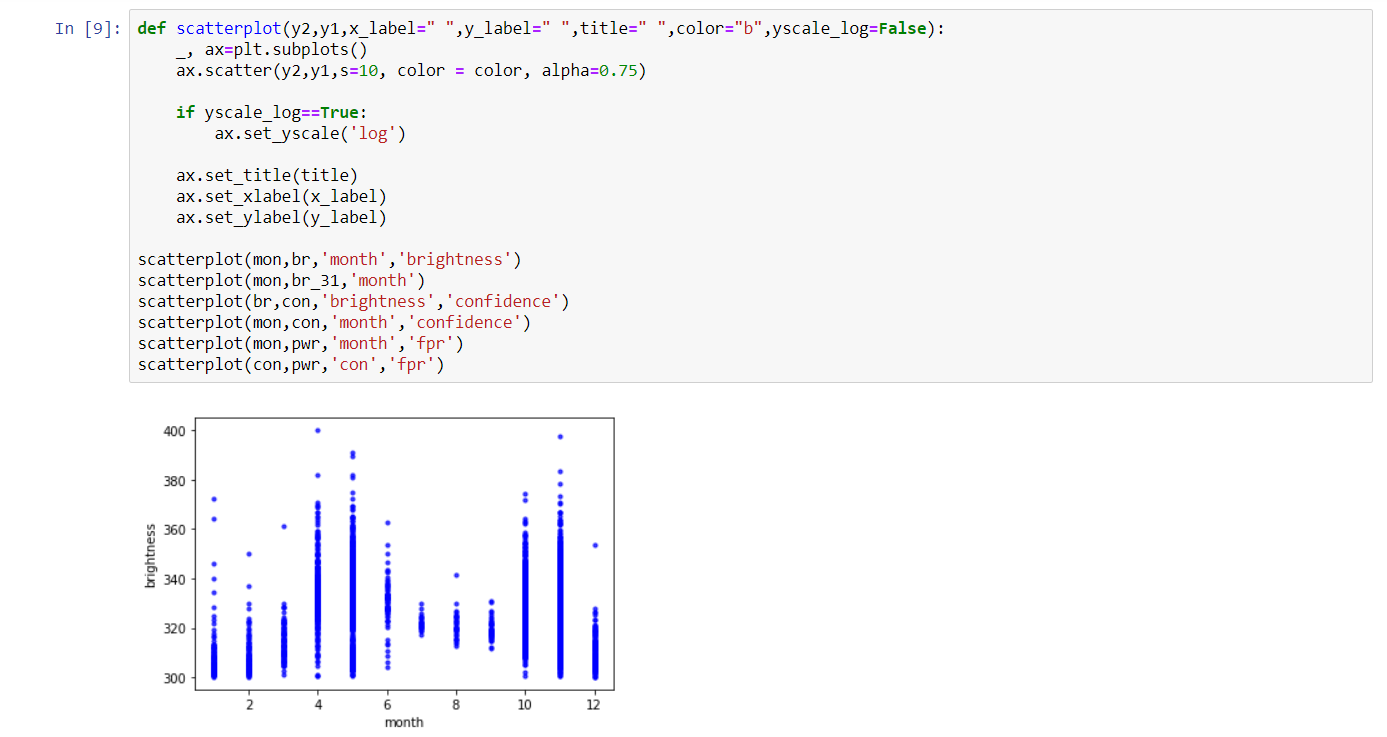 In [9]: def scatterplot(y2,y1,x_label=" ",y_label=" ",title=" ",color="b",yscale_log=False):
    _, ax=plt.subplots()
    ax.scatter(y2,y1,s=10, color = color, alpha=0.75)
    if yscale_log==True:
        ax.set_yscale('log')
    ax.set_title(title)
    ax.set_xlabel(x_label)
    ax.set_ylabel(y_label)
scatterplot(mon,br,'month','brightness')
scatterplot(mon,br_31,'month')
scatterplot(br,con,'brightness','confidence')
scatterplot(mon,con,'month','confidence')
scatterplot(mon,pwr,'month','fpr')
scatterplot(con,pwr,'con','fpr')
400
380
360
340
320
300
brightness
2 4 6 8 10 12
month